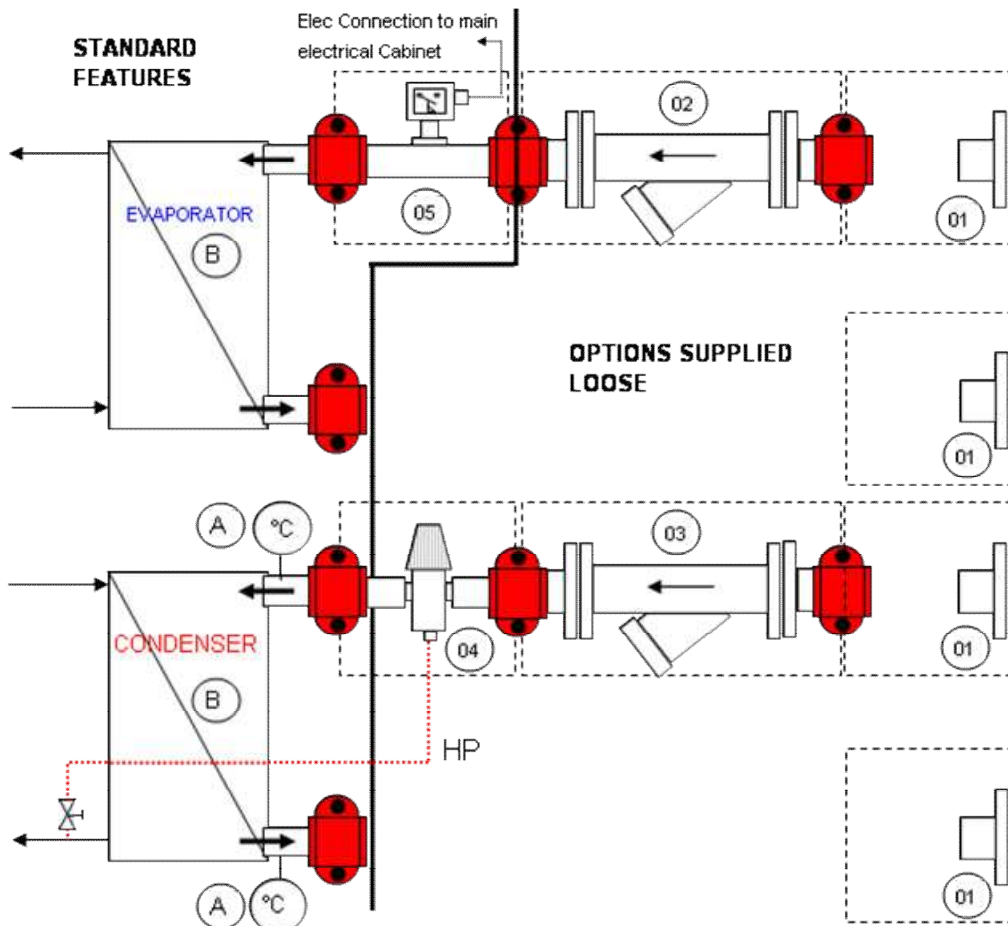 Elec Connection to main
electrical Cabinet
STANDARD
FEATURES
02
05
01
EVAPORATOR
B
OPTIONS SUPPLIED
LOOSE
01
A
°C
03
04
01
CONDENSER
B
HP
01
A
°C